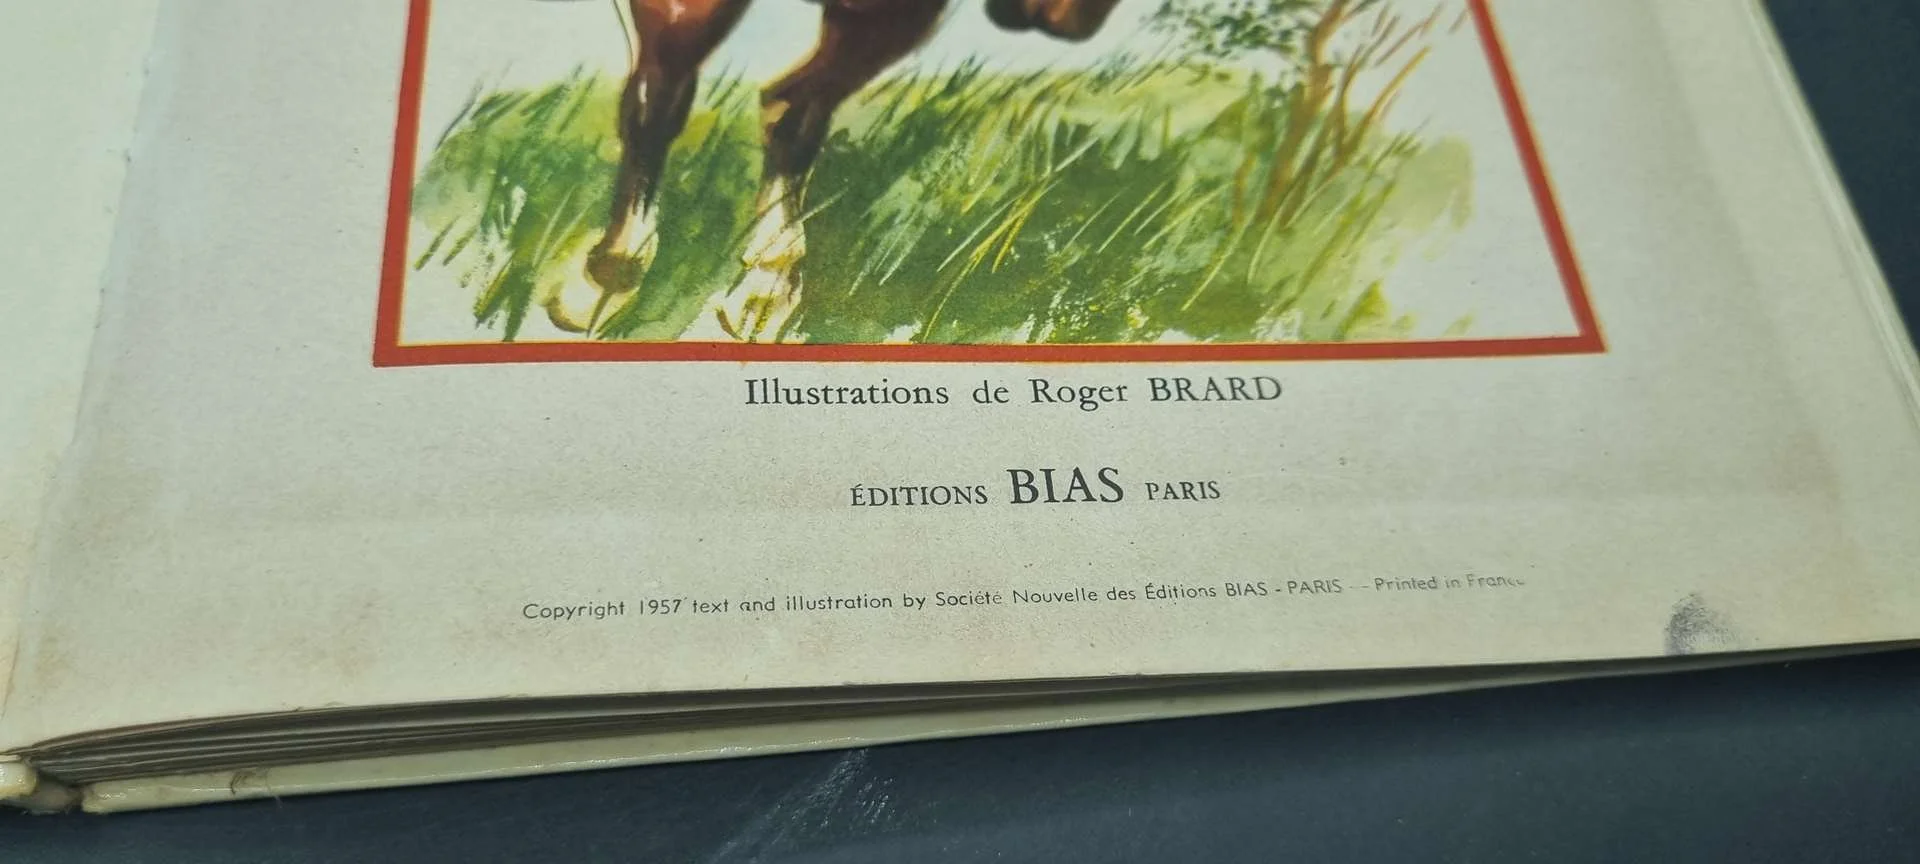 Illustrations de Roger BRARD
ÉDITIONS BIAS PARIS
Copyright 1957 text and illustration by Société Nouvelle des Éditions BIAS - PARIS -- Printed in France